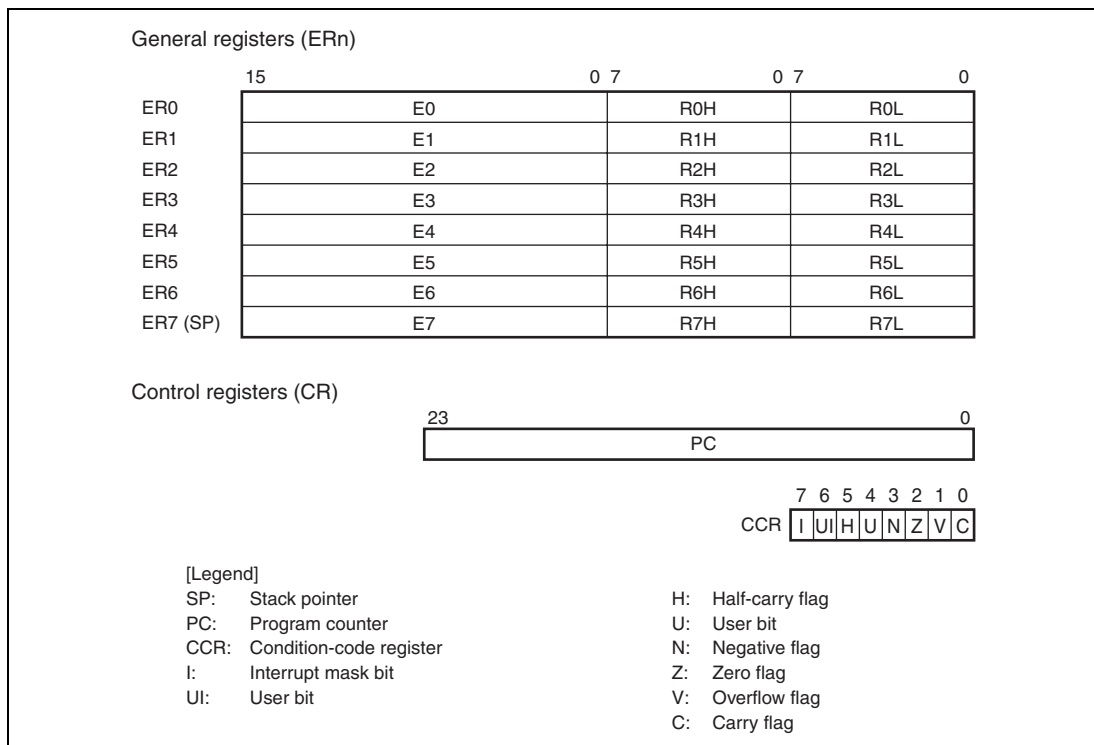 General registers (ERn)
15 0 7 0 7 0
ER0 E0 R0H R0L
ER1 E1 R1H R1L
ER2 E2 R2H R2L
ER3 E3 R3H R3L
ER4 E4 R4H R4L
ER5 E5 R5H R5L
ER6 E6 R6H R6L
ER7 (SP) E7 R7H R7L
Control registers (CR)
23 0
PC
7 6 5 4 3 2 1 0
CCR I UI H U N Z V C
[Legend]
SP: Stack pointer
PC: Program counter
CCR: Condition-code register
I: Interrupt mask bit
UI: User bit
H: Half-carry flag
U: User bit
N: Negative flag
Z: Zero flag
V: Overflow flag
C: Carry flag